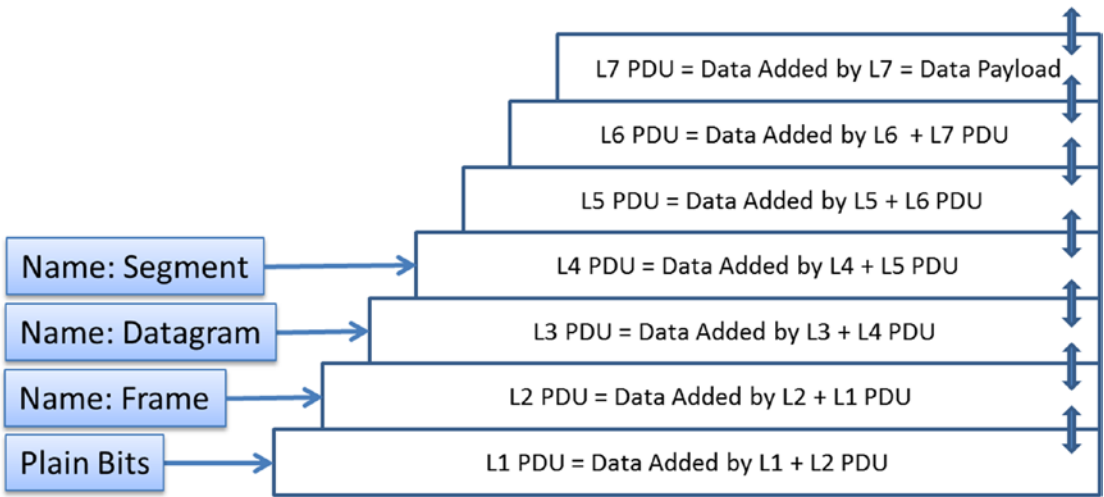 L7 PDU = Data Added by L7 = Data Payload
L6 PDU = Data Added by L6 + L7 PDU
L5 PDU = Data Added by L5 + L6 PDU
Name: Segment
L4 PDU = Data Added by L4 + L5 PDU
Name: Datagram
L3 PDU = Data Added by L3 + L4 PDU
Name: Frame
L2 PDU = Data Added by L2 + L1 PDU
Plain Bits
L1 PDU = Data Added by L1 + L2 PDU